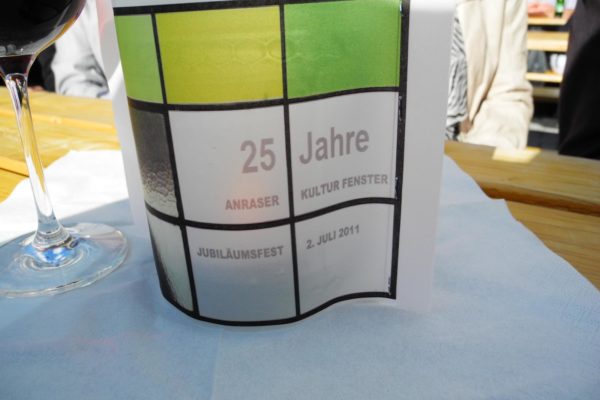 25 Jahre
ANRASER KULTUR FENSTER
JUBILÄUMSFEST 2. JULI 2011